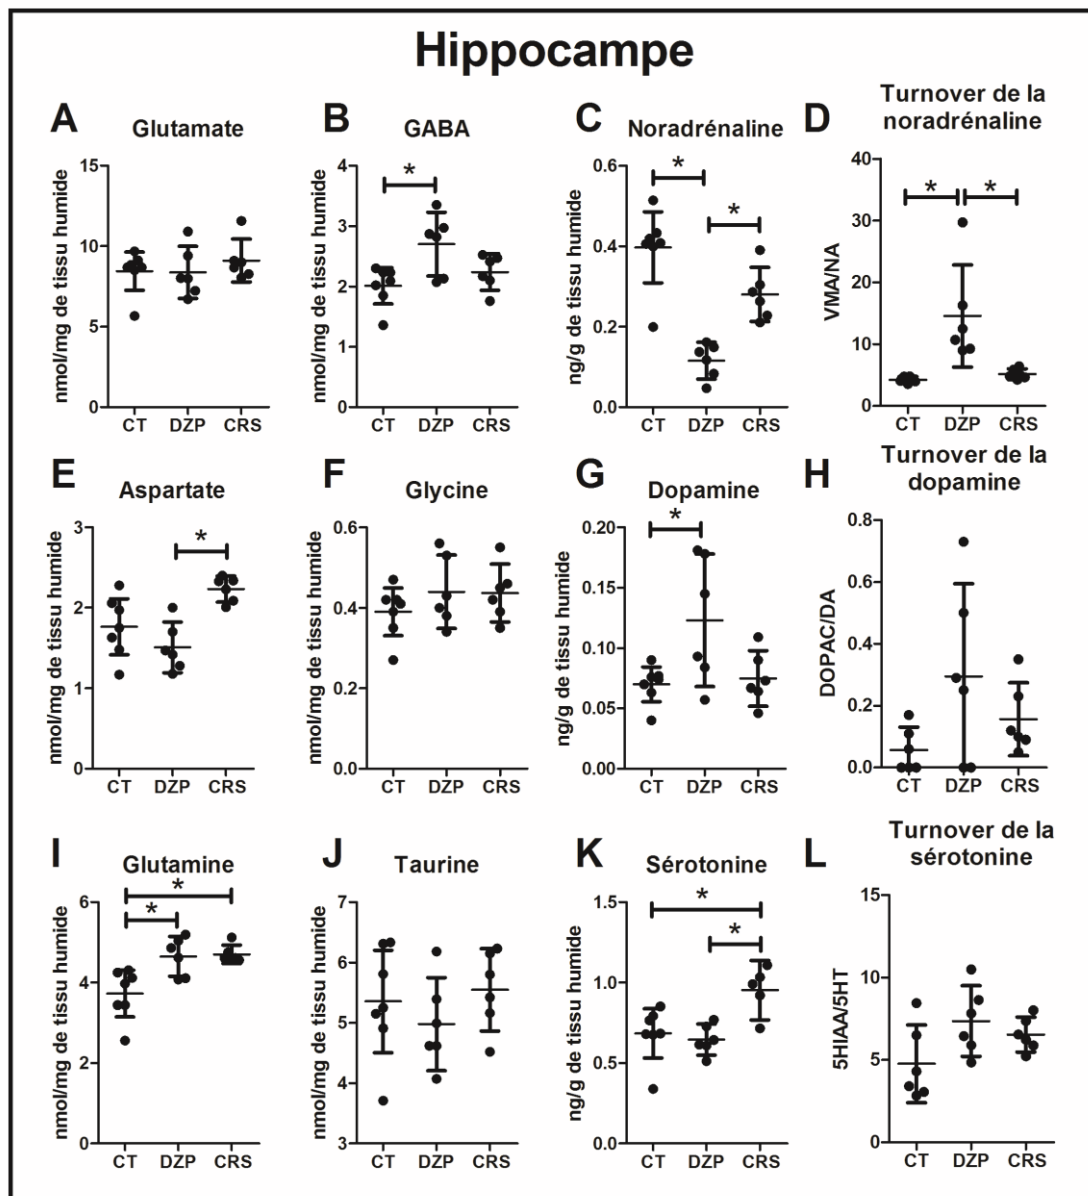 Hippocampe
A
Glutamate
nmol/mg de tissu humide
15
10
5
0
CT DZP CRS
B
GABA
nmol/mg de tissu humide
4
3
2
1
0
*
CT DZP CRS
C
Noradrénaline
ng/g de tissu humide
0.6
0.4
0.2
0.0
*
*
CT DZP CRS
D
Turnover de la
noradrénaline
VMA/NA
40
30
20
10
0
* *
CT DZP CRS
E
Aspartate
nmol/mg de tissu humide
3
2
1
0
*
CT DZP CRS
F
Glycine
nmol/mg de tissu humide
0.6
0.4
0.2
0.0
CT DZP CRS
G
Dopamine
ng/g de tissu humide
0.20
0.15
0.10
0.05
0.00
*
CT DZP CRS
H
Turnover de la
dopamine
DOPAC/DA
0.8
0.6
0.4
0.2
0.0
CT DZP CRS
I
Glutamine
nmol/mg de tissu humide
6
4
2
0
*
*
CT DZP CRS
J
Taurine
nmol/mg de tissu humide
7
6
5
4
3
CT DZP CRS
K
Sérotonine
ng/g de tissu humide
1.5
1.0
0.5
0.0
*
*
CT DZP CRS
L
Turnover de la
sérotonine
5HIAA/5HT
15
10
5
0
CT DZP CRS